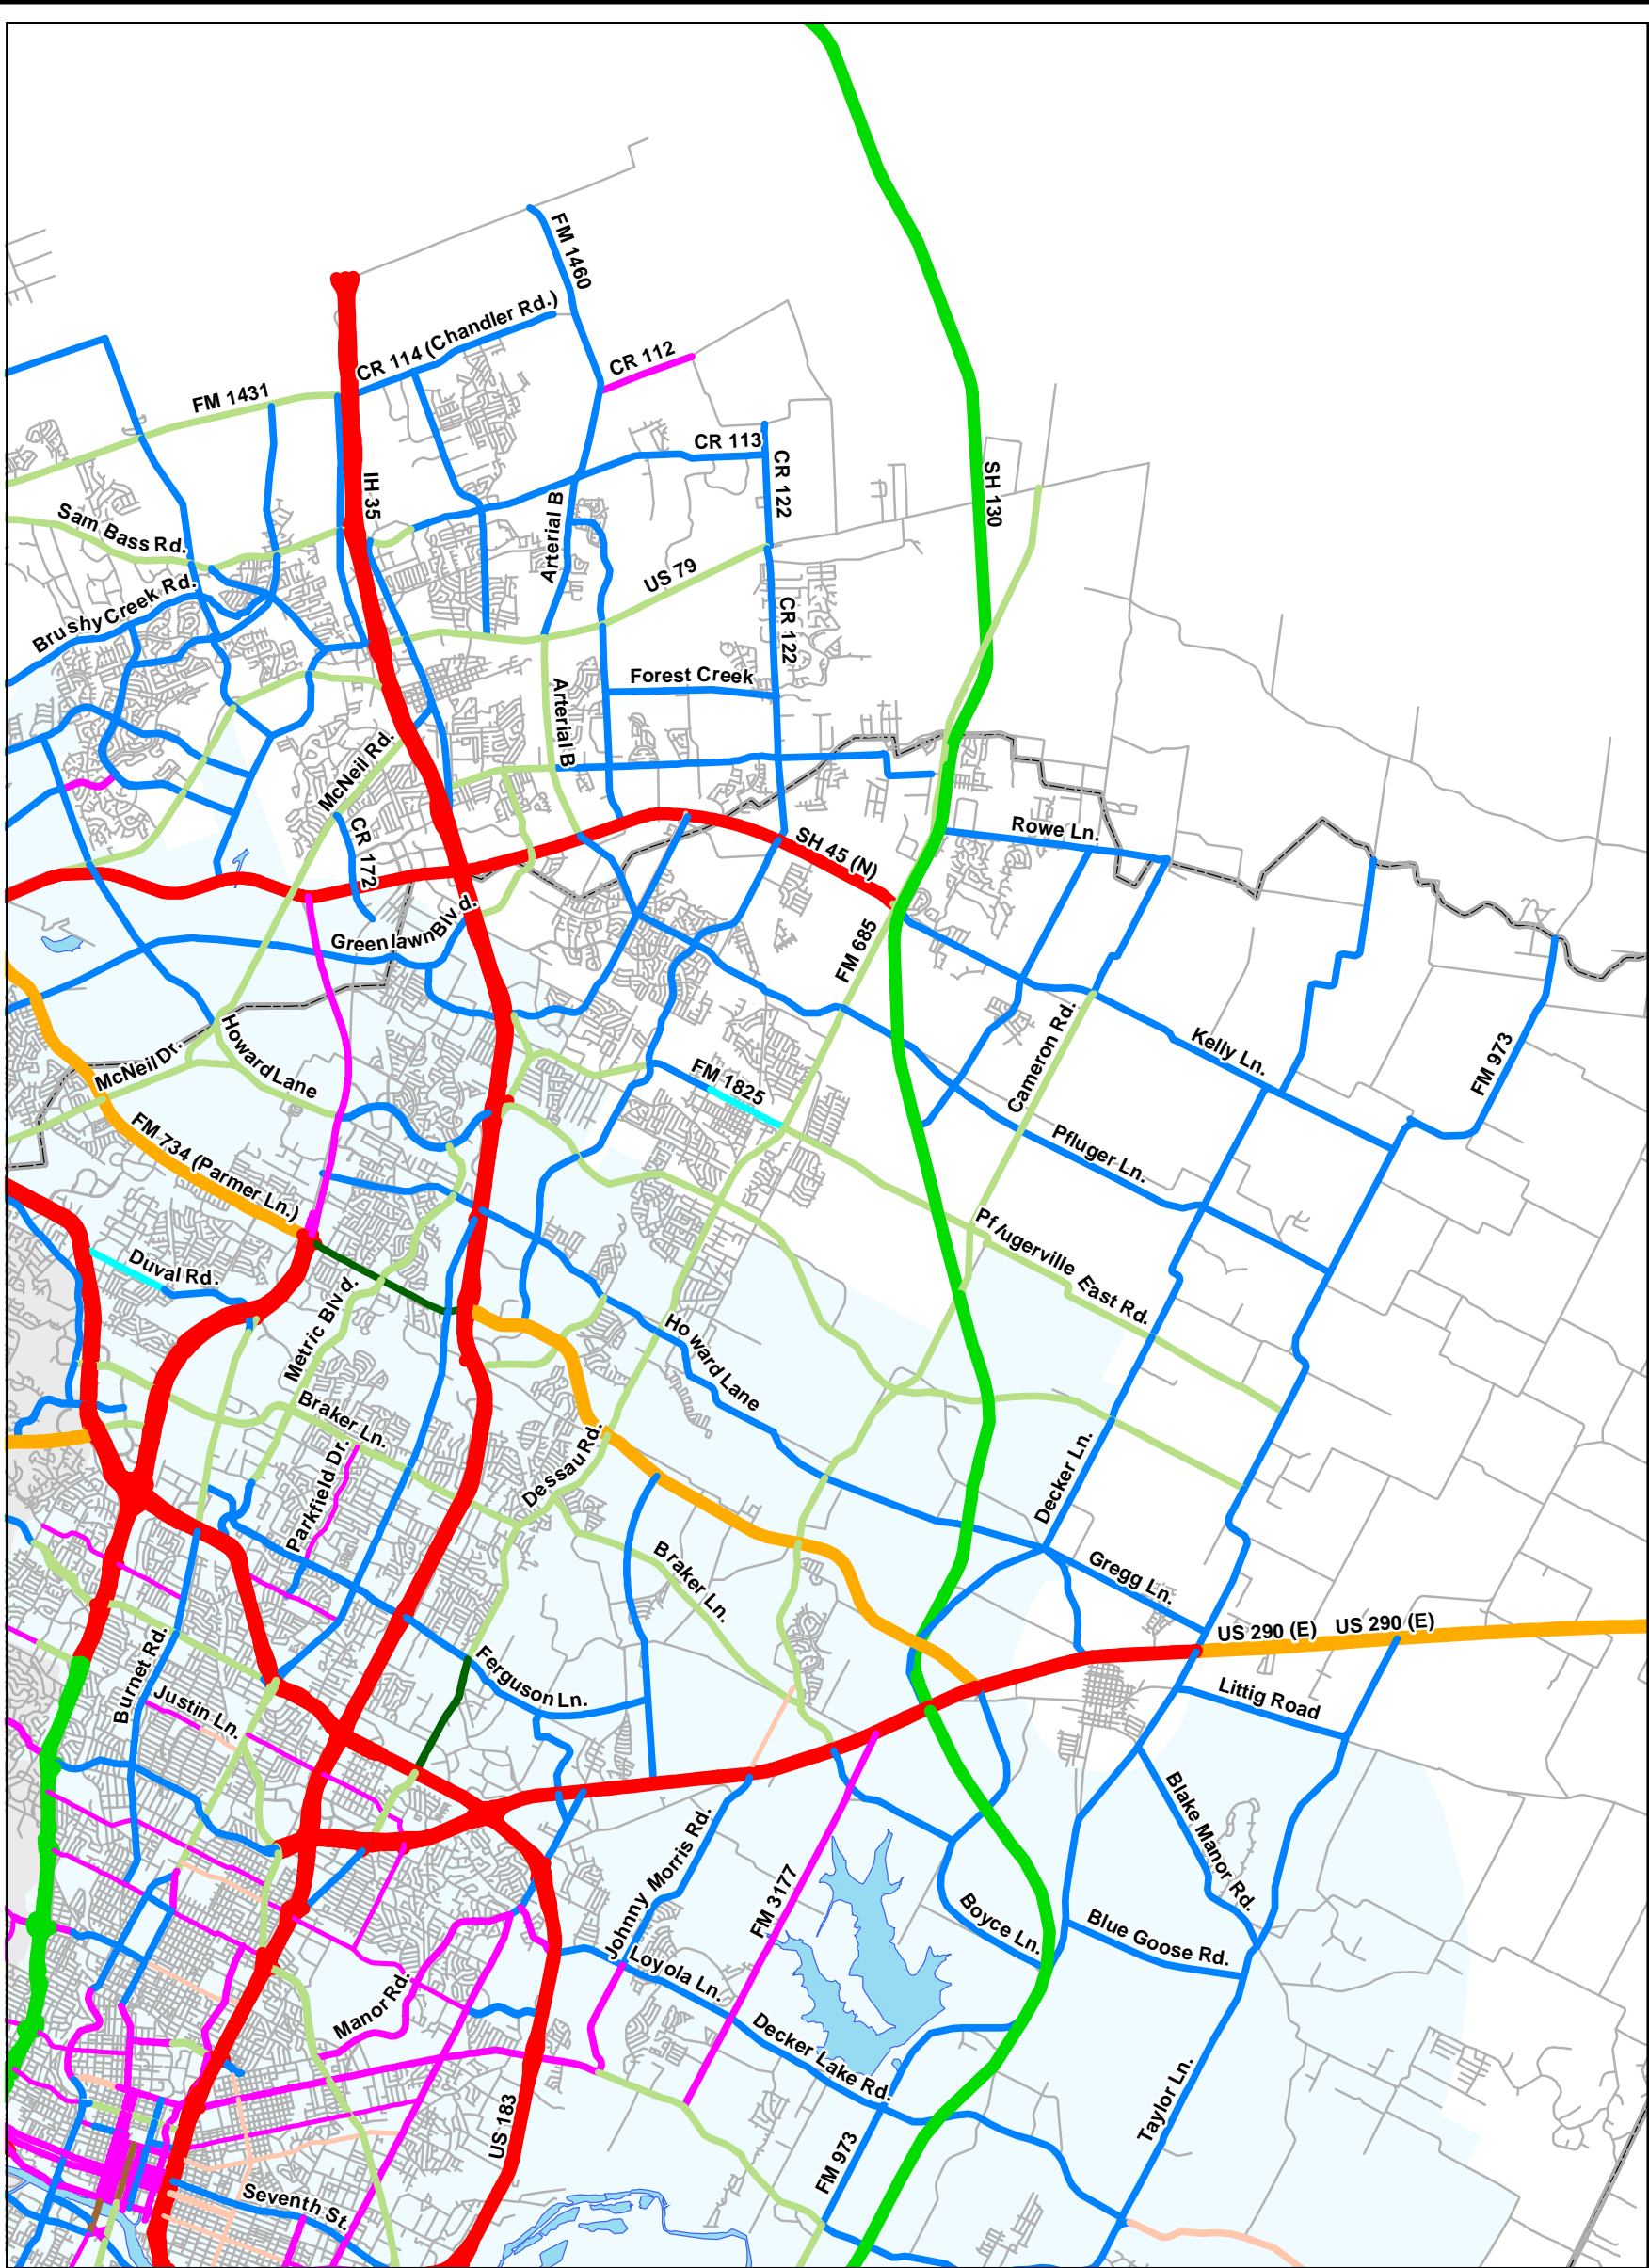 FM 1460
CR 114 (Chandler Rd.)
CR 112
FM 1431
CR 113
IH 35
CR 122
SH 130
Sam Bass Rd.
Arterial B
US 79
Brushy Creek Rd.
CR 122
Forest Creek
Arterial B
McNeil Rd.
CR 172
SH 45 (N)
Rowe Ln.
Greenlawn Blvd.
FM 685
Howard Lane
McNeil Dr.
FM 1825
Cameron Rd.
Kelly Ln.
FM 973
FM 734 (Parmer Ln.)
Pfluger Ln.
Duval Rd.
Metric Blvd.
Pflugerville East Rd.
Howard Lane
Braker Ln.
Parkfield Dr.
Dessau Rd.
Decker Ln.
Braker Ln.
Gregg Ln.
US 290 (E)
US 290 (E)
Burnet Rd.
Justin Ln.
Ferguson Ln.
Littig Road
Blake Manor Rd.
Johnny Morris Rd.
FM 3177
Boyce Ln.
Blue Goose Rd.
Loyola Ln.
Manor Rd.
Decker Lake Rd.
Taylor Ln.
US 183
FM 973
Seventh St.